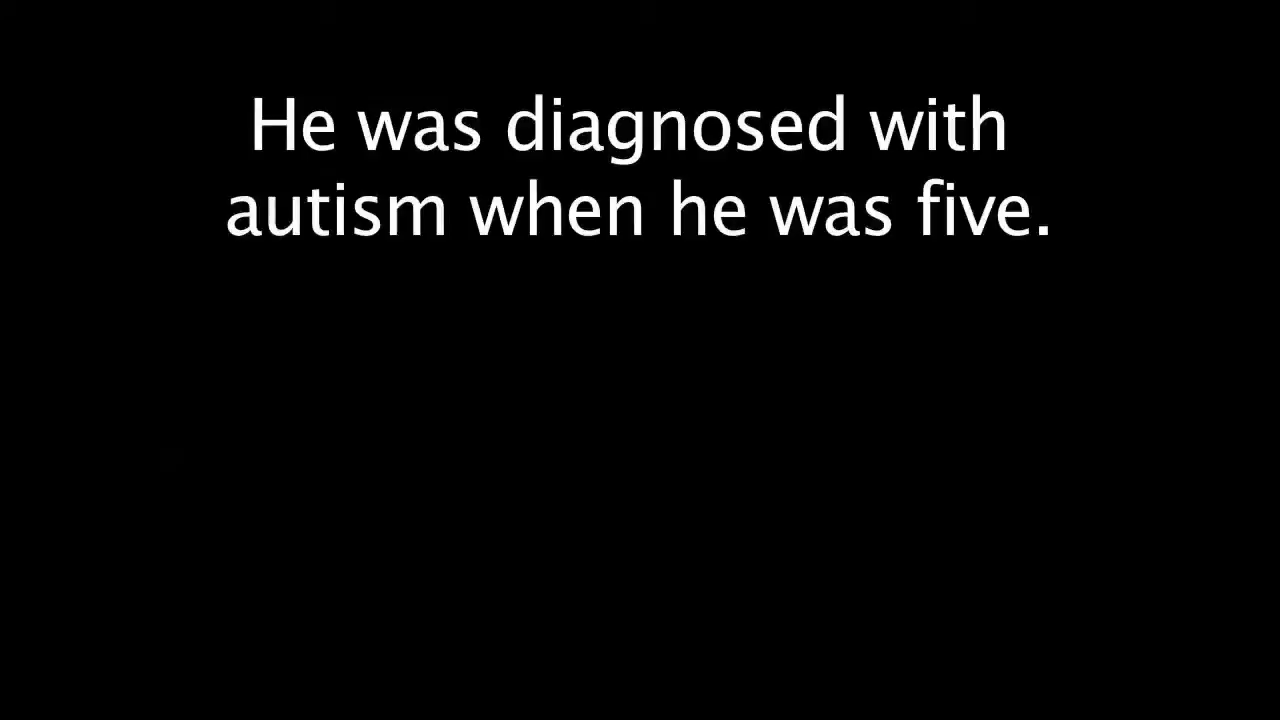 He was diagnosed with
autism when he was five.